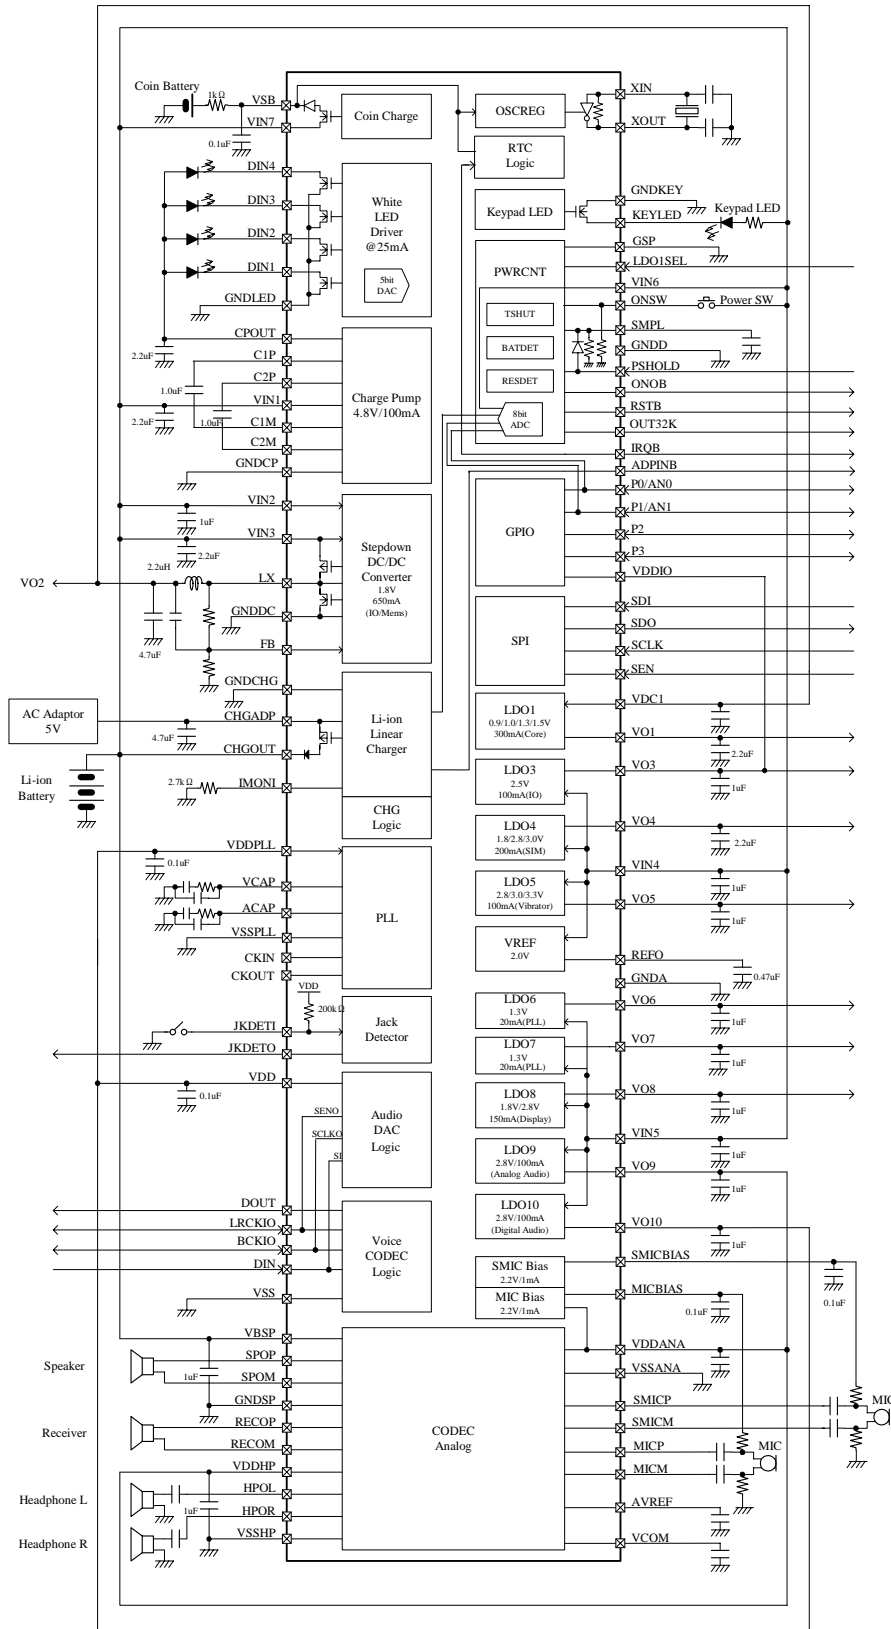 Coin Battery
1kΩ
VSB
VIN7
0.1uF
Coin Charge
OSCREG
RTC
Logic
XIN
XOUT
DIN4
DIN3
DIN2
DIN1
GNDLED
White
LED
Driver
@25mA
5bit
DAC
Keypad LED
GNDKEY
KEYLED
Keypad LED
GSP
LDO1SEL
VIN6
ONSW
Power SW
SMPL
GNDD
PSHOLD
ONOB
RSTB
OUT32K
IRQB
ADPINB
PWRCNT
TSHUT
BATDET
RESDET
8bit
ADC
CPOUT
2.2uF
C1P
C2P
1.0uF
VIN1
2.2uF
1.0uF
C1M
C2M
GNDCP
Charge Pump
4.8V/100mA
P0/AN0
P1/AN1
P2
P3
VDDIO
GPIO
VIN2
1uF
VIN3
2.2uF
2.2uH
VO2
LX
GNDDC
4.7uF
FB
Stepdown
DC/DC
Converter
1.8V
650mA
(IO/Mems)
SDI
SDO
SCLK
SEN
SPI
GNDCHG
AC Adaptor
5V
CHGADP
4.7uF
CHGOUT
Li-ion
Battery
2.7kΩ
IMONI
Li-ion
Linear
Charger
CHG
Logic
LDO1
0.9/1.0/1.3/1.5V
300mA(Core)
VDC1
VO1
2.2uF
LDO3
2.5V
100mA(IO)
VO3
1uF
LDO4
1.8/2.8/3.0V
200mA(SIM)
VO4
2.2uF
VIN4
1uF
LDO5
2.8/3.0/3.3V
100mA(Vibrator)
VO5
1uF
VREF
2.0V
REFO
0.47uF
GNDA
VDDPLL
0.1uF
VCAP
ACAP
VSSPLL
CKIN
CKOUT
PLL
VDD
200kΩ
JKDETI
JKDETO
Jack
Detector
LDO6
1.3V
20mA(PLL)
VO6
1uF
LDO7
1.3V
20mA(PLL)
VO7
1uF
LDO8
1.8V/2.8V
150mA(Display)
VO8
1uF
VIN5
1uF
LDO9
2.8V/100mA
(Analog Audio)
VO9
1uF
LDO10
2.8V/100mA
(Digital Audio)
VO10
1uF
VDD
0.1uF
SENO
SCLKO
SI
Audio
DAC
Logic
DOUT
LRCKIO
BCKIO
DIN
VSS
Voice
CODEC
Logic
SMIC Bias
2.2V/1mA
MIC Bias
2.2V/1mA
SMICBIAS
0.1uF
MICBIAS
0.1uF
VBSP
Speaker
SPOP
1uF
SPOM
GNDSP
Receiver
RECOP
RECOM
VDDHP
Headphone L
HPOL
1uF
HPOR
Headphone R
VSSHP
CODEC
Analog
VDDANA
VSSANA
SMICP
MIC
SMICM
MICP
MIC
MICM
AVREF
VCOM